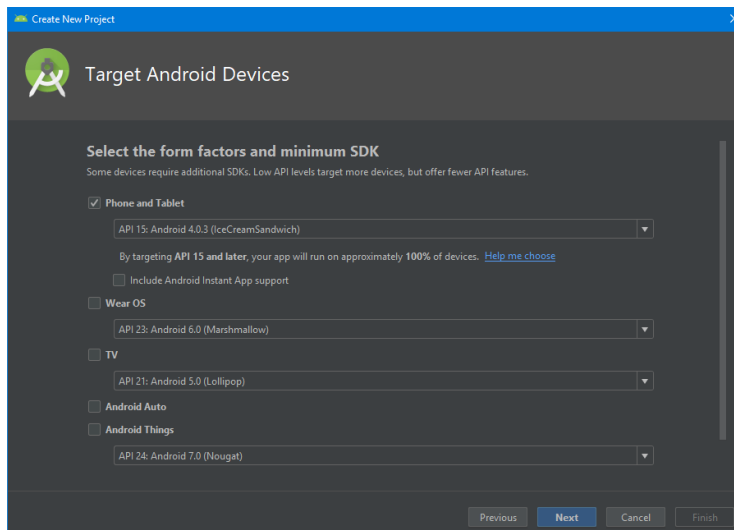 Create New Project
Target Android Devices
Select the form factors and minimum SDK
Some devices require additional SDKs. Low API levels target more devices, but offer fewer API features.
Phone and Tablet
API 15: Android 4.0.3 (IceCreamSandwich)
By targeting API 15 and later, your app will run on approximately 100% of devices. Help me choose
Include Android Instant App support
Wear OS
API 23: Android 6.0 (Marshmallow)
TV
API 21: Android 5.0 (Lollipop)
Android Auto
Android Things
API 24: Android 7.0 (Nougat)
Previous Next Cancel Finish